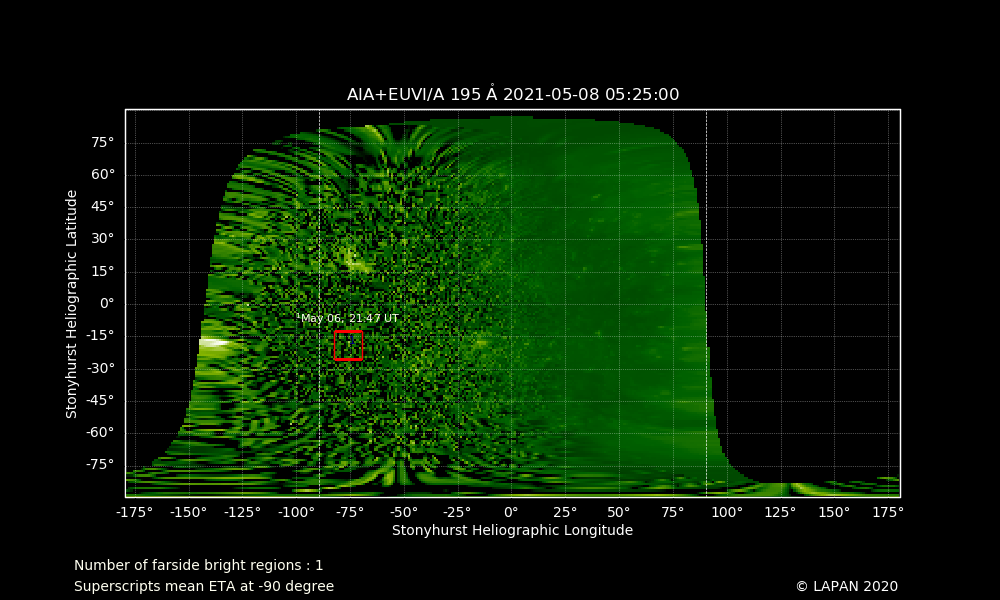 AIA+EUVI/A 195 Å 2021-05-08 05:25:00
Stonyhurst Heliographic Latitude
75°
60°
45°
30°
15°
0°
-15°
-30°
-45°
-60°
-75°
¹May 06, 21:47 UT
-175° -150° -125° -100° -75° -50° -25° 0° 25° 50° 75° 100° 125° 150° 175°
Stonyhurst Heliographic Longitude
Number of farside bright regions : 1
Superscripts mean ETA at -90 degree
© LAPAN 2020